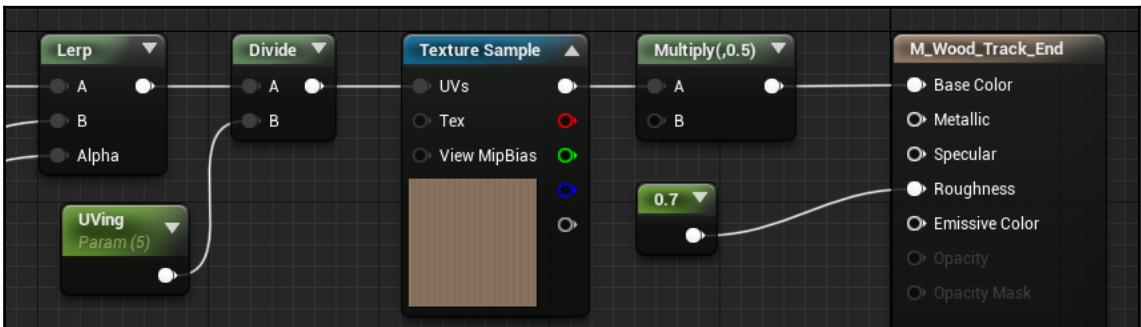 Lerp
A
B
Alpha
UVing
Param (5)
Divide
A
B
Texture Sample
UVs
Tex
View MipBias
Multiply(,0.5)
A
B
0.7
M_Wood_Track_End
Base Color
Metallic
Specular
Roughness
Emissive Color
Opacity
Opacity Mask